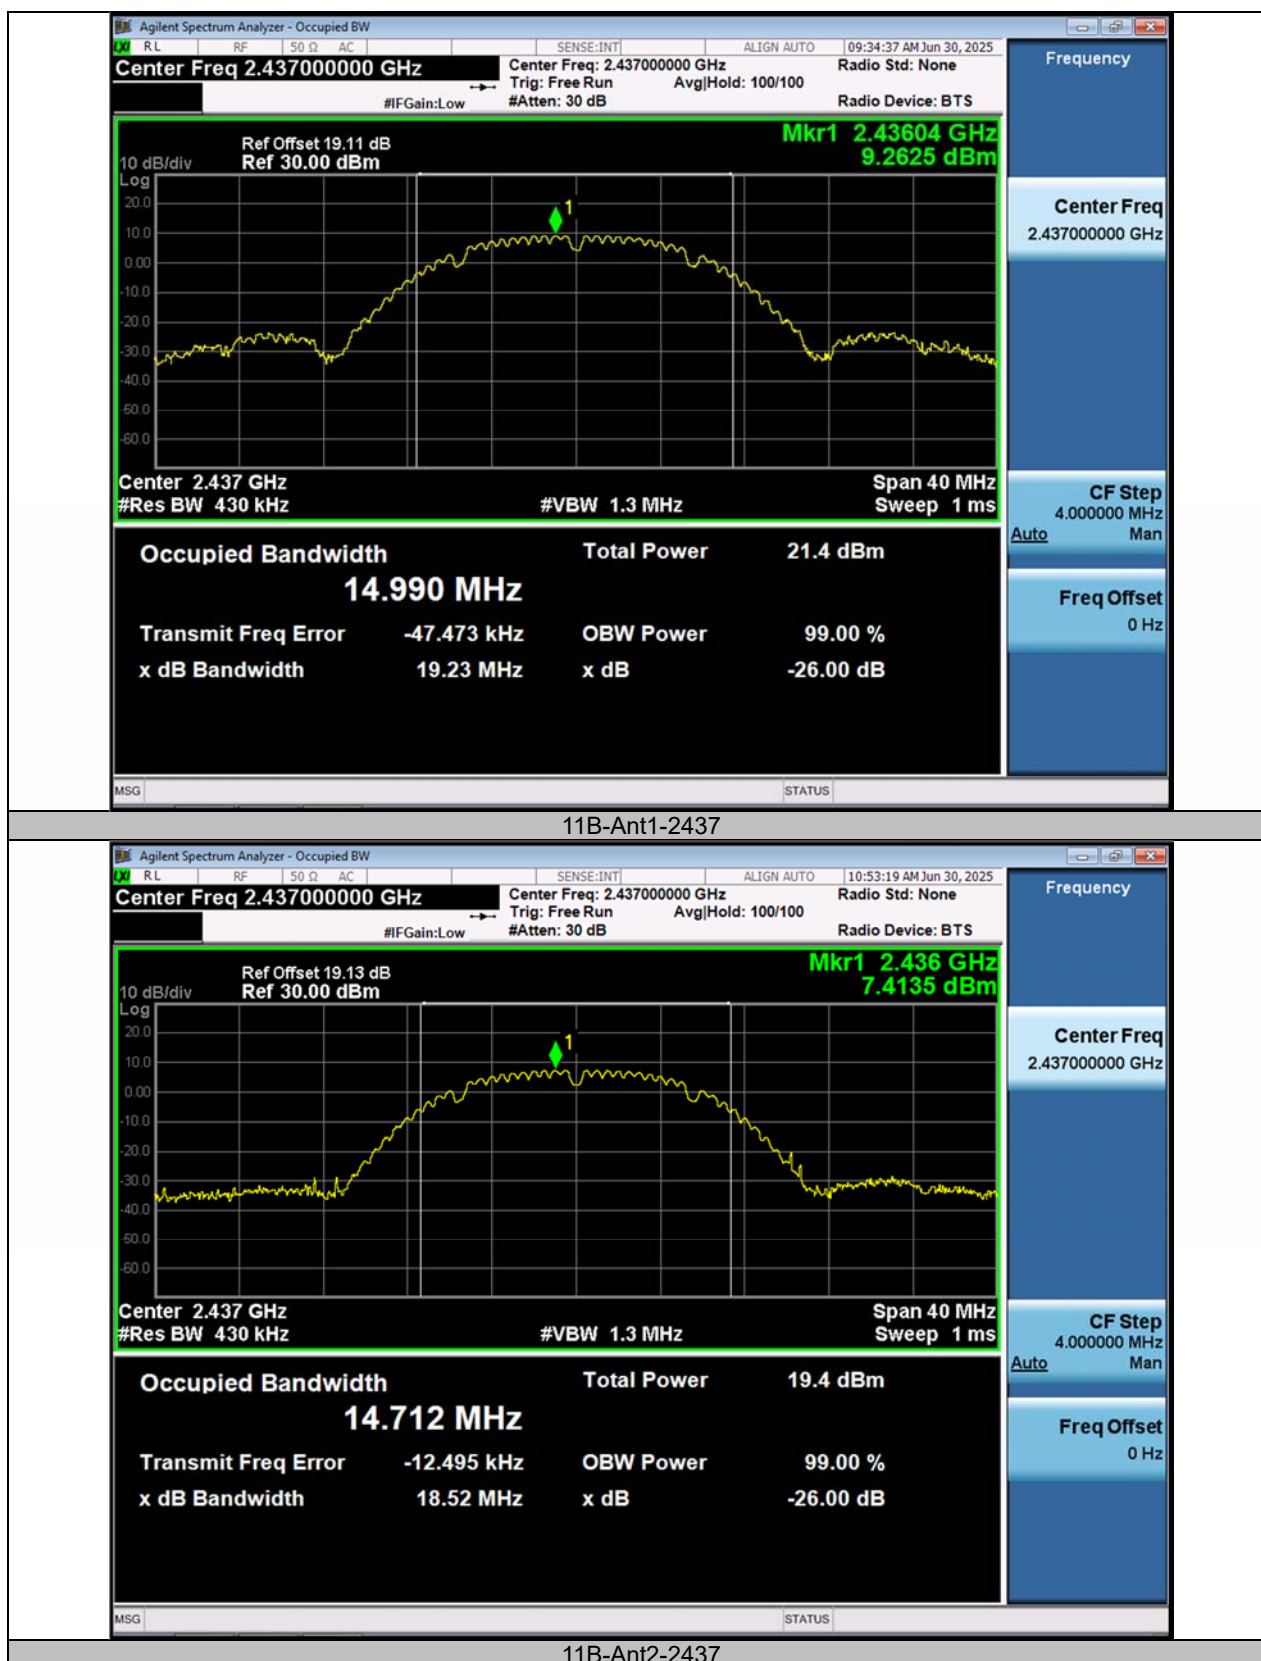 Agilent Spectrum Analyzer - Occupied BW
LXI RL RF 50 Ω AC SENSE:INT ALIGN AUTO 09:34:37 AM Jun 30, 2025
Center Freq 2.437000000 GHz
Center Freq: 2.437000000 GHz Radio Std: None
Trig: Free Run Avg|Hold: 100/100
#IFGain:Low #Atten: 30 dB Radio Device: BTS
Frequency
Ref Offset 19.11 dB Mkr1 2.43604 GHz
10 dB/div Ref 30.00 dBm 9.2625 dBm
Log
20.0
10.0
0.00
-10.0
-20.0
-30.0
-40.0
-50.0
-60.0
1
Center Freq
2.437000000 GHz
Center 2.437 GHz Span 40 MHz
#Res BW 430 kHz #VBW 1.3 MHz Sweep 1 ms
CF Step
4.000000 MHz
Auto Man
Occupied Bandwidth Total Power 21.4 dBm
14.990 MHz
Freq Offset
0 Hz
Transmit Freq Error -47.473 kHz OBW Power 99.00 %
x dB Bandwidth 19.23 MHz x dB -26.00 dB
MSG STATUS
11B-Ant1-2437
Agilent Spectrum Analyzer - Occupied BW
LXI RL RF 50 Ω AC SENSE:INT ALIGN AUTO 10:53:19 AM Jun 30, 2025
Center Freq 2.437000000 GHz
Center Freq: 2.437000000 GHz Radio Std: None
Trig: Free Run Avg|Hold: 100/100
#IFGain:Low #Atten: 30 dB Radio Device: BTS
Frequency
Ref Offset 19.13 dB Mkr1 2.436 GHz
10 dB/div Ref 30.00 dBm 7.4135 dBm
Log
20.0
10.0
0.00
-10.0
-20.0
-30.0
-40.0
-50.0
-60.0
1
Center Freq
2.437000000 GHz
Center 2.437 GHz Span 40 MHz
#Res BW 430 kHz #VBW 1.3 MHz Sweep 1 ms
CF Step
4.000000 MHz
Auto Man
Occupied Bandwidth Total Power 19.4 dBm
14.712 MHz
Freq Offset
0 Hz
Transmit Freq Error -12.495 kHz OBW Power 99.00 %
x dB Bandwidth 18.52 MHz x dB -26.00 dB
MSG STATUS
11B-Ant2-2437